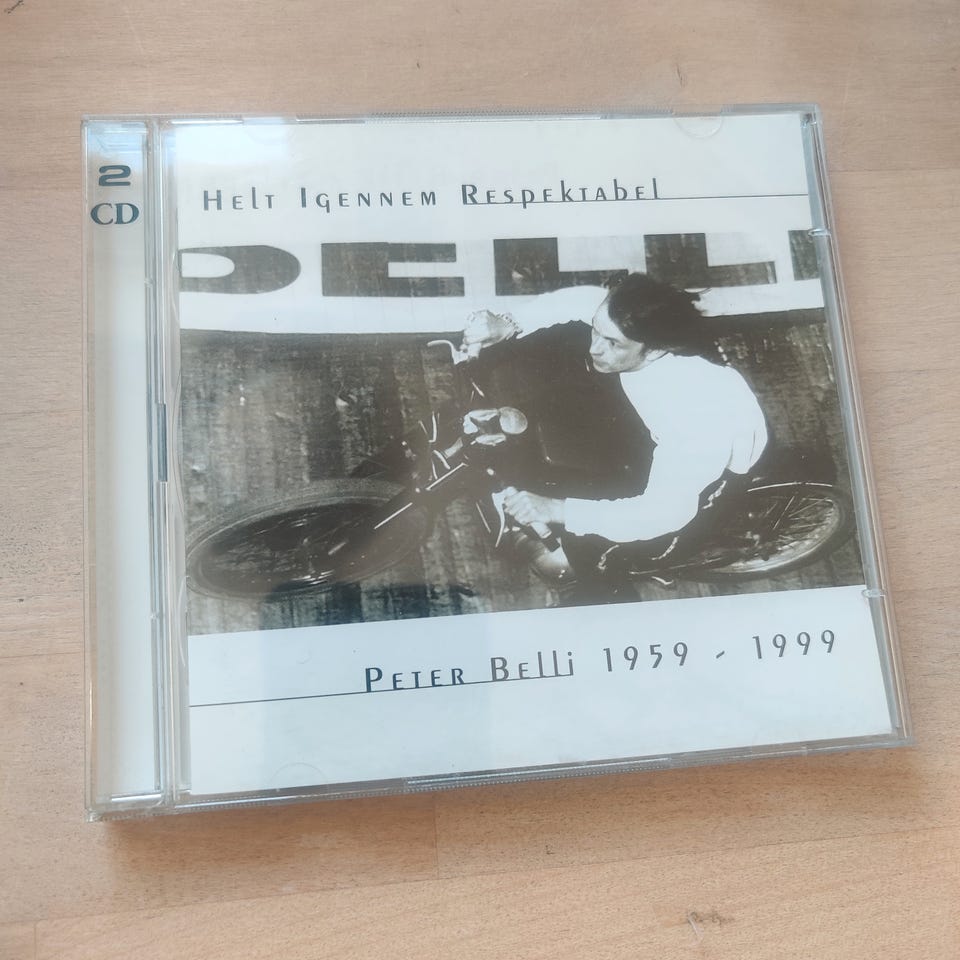 2
CD
Helt Igennem Respektabel
BELLI
Peter Belli 1959 - 1999